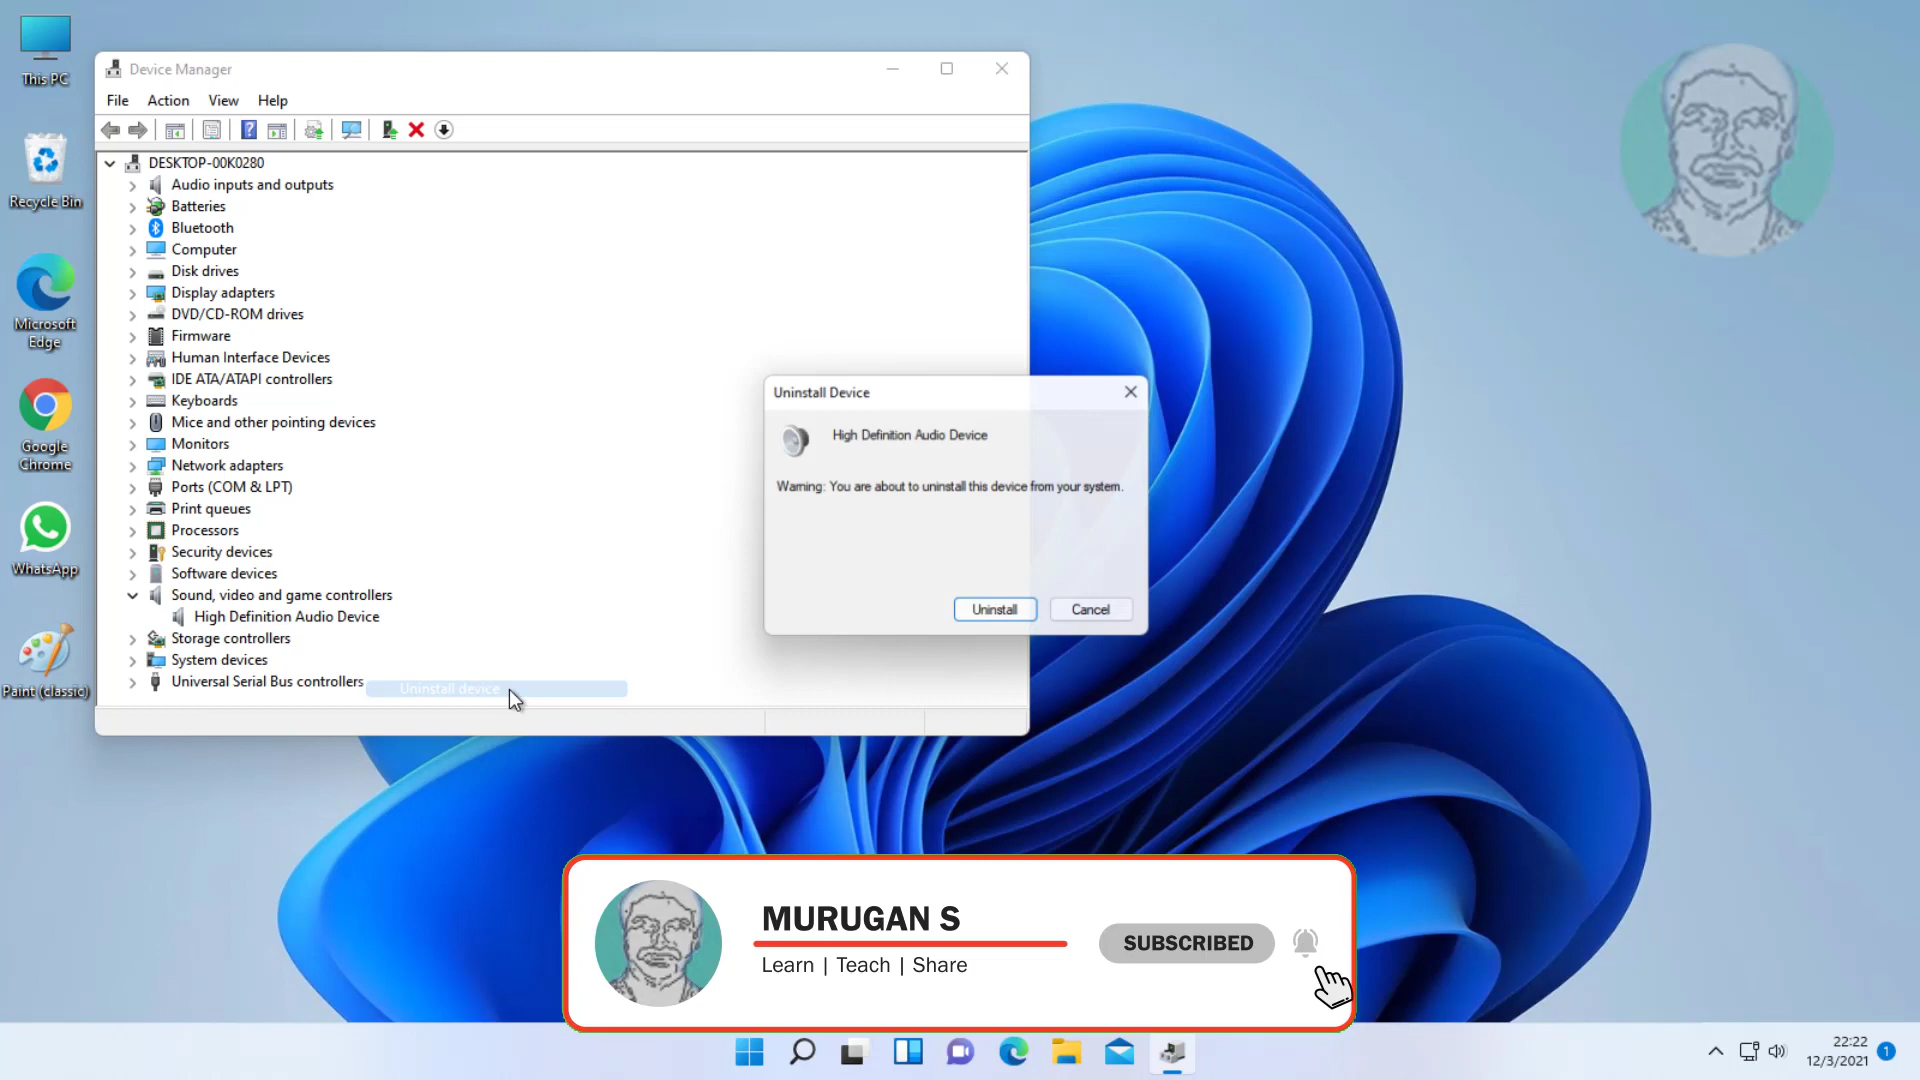 This PC
Recycle Bin
Microsoft
Edge
Google
Chrome
WhatsApp
Paint (classic)
Device Manager
File Action View Help
DESKTOP-00K0280
Audio inputs and outputs
Batteries
Bluetooth
Computer
Disk drives
Display adapters
DVD/CD-ROM drives
Firmware
Human Interface Devices
IDE ATA/ATAPI controllers
Keyboards
Mice and other pointing devices
Monitors
Network adapters
Ports (COM & LPT)
Print queues
Processors
Security devices
Software devices
Sound, video and game controllers
High Definition Audio Device
Storage controllers
System devices
Universal Serial Bus controllers
Uninstall device
Uninstall Device
High Definition Audio Device
Warning: You are about to uninstall this device from your system.
Uninstall Cancel
MURUGAN S
Learn | Teach | Share
SUBSCRIBED
22:22
12/3/2021
1